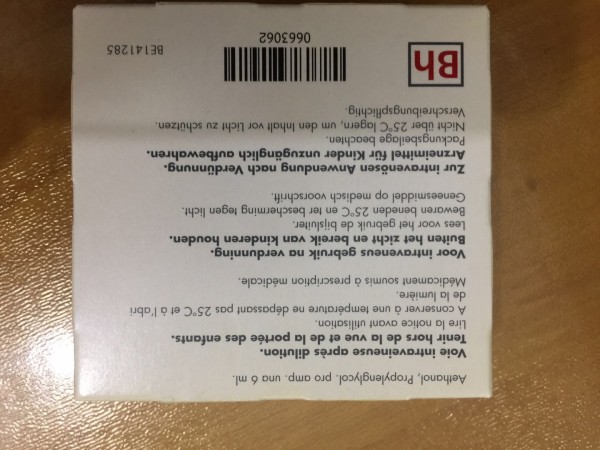 Aethanol, Propylenglycol. pro amp. una 6 ml.
Voie intraveineuse après dilution.
Tenir hors de la vue et de la portée des enfants.
Lire la notice avant utilisation.
A conserver à une température ne dépassant pas 25°C et à l'abri
de la lumière.
Médicament soumis à prescription médicale.
Voor intraveneus gebruik na verdunning.
Buiten het zicht en bereik van kinderen houden.
Lees voor het gebruik de bijsluiter.
Bewaren beneden 25°C en ter bescherming tegen licht.
Geneesmiddel op medisch voorschrift.
Zur intravenösen Anwendung nach Verdünnung.
Arzneimittel für Kinder unzugänglich aufbewahren.
Packungsbeilage beachten.
Nicht über 25°C lagern, um den Inhalt vor Licht zu schützen.
Verschreibungspflichtig.
Bh
0663062
BE141285